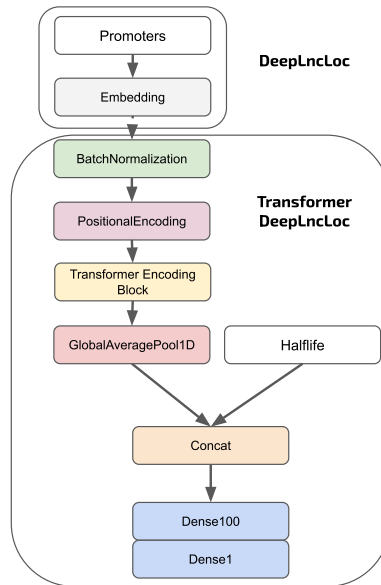 Promoters
DeepLncLoc
Embedding
BatchNormalization
Transformer
DeepLncLoc
PositionalEncoding
Transformer Encoding
Block
GlobalAveragePool1D
Halflife
Concat
Dense100
Dense1